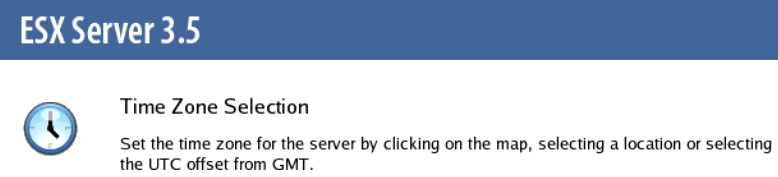 ESX Server 3.5
Time Zone Selection
Set the time zone for the server by clicking on the map, selecting a location or selecting
the UTC offset from GMT.